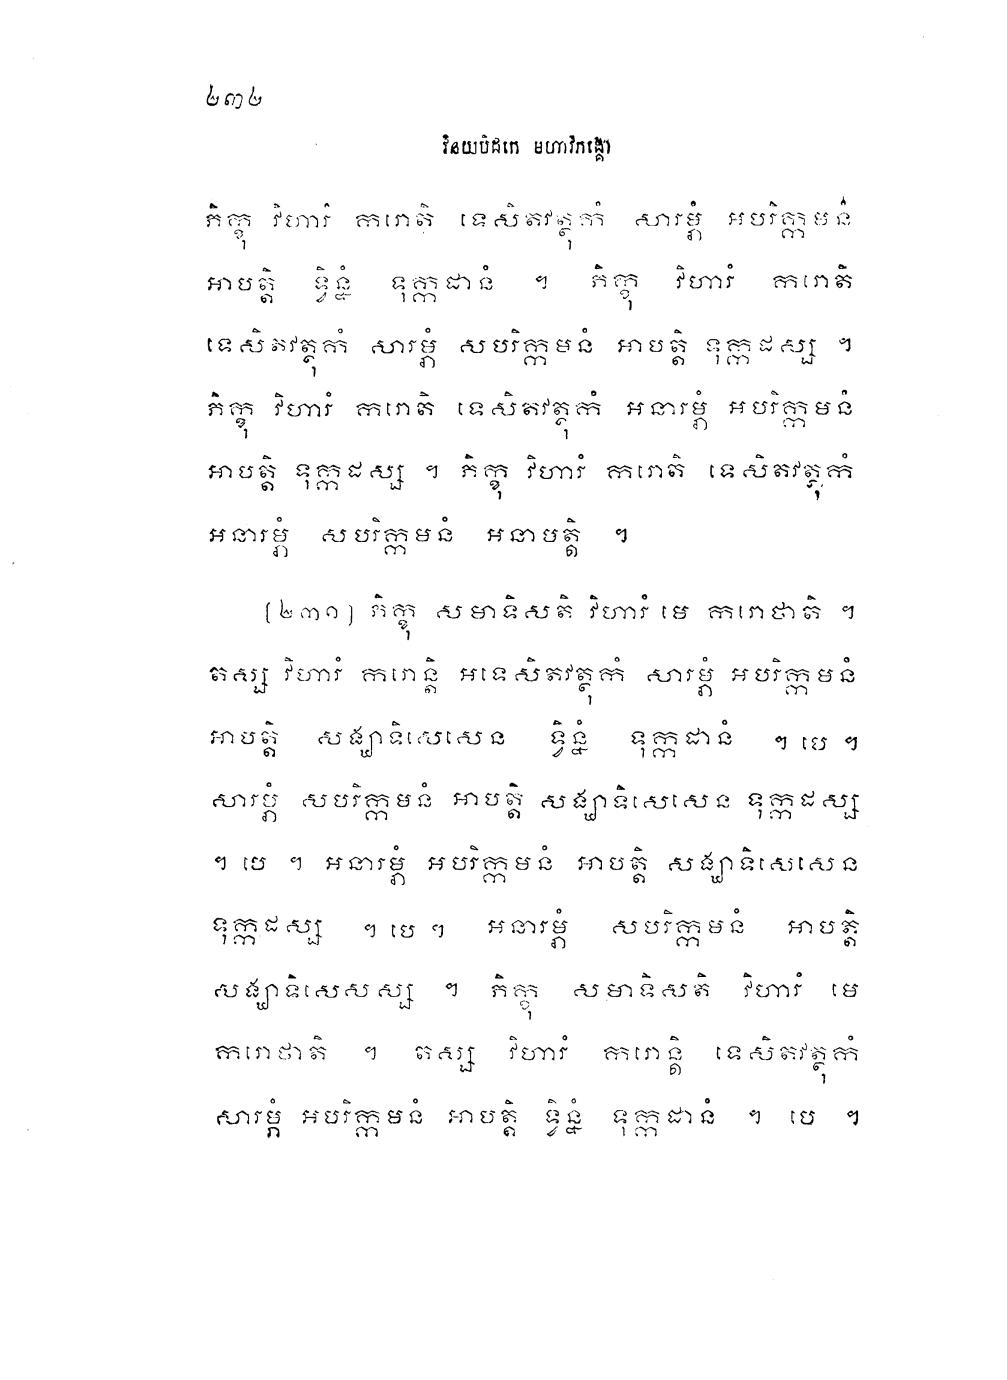 ២៣២
វិនយបិដកេ មហាវិភង្គោ
ភិក្ខុ វិហារំ ករោតិ ទេសិតវត្ថុកំ សារម្ភំ អបរិក្កមនំ
អាបត្តិ ទ្វិន្នំ ទុក្កដានំ ។ ភិក្ខុ វិហារំ ករោតិ
ទេសិតវត្ថុកំ សារម្ភំ សបរិក្កមនំ អាបត្តិ ទុក្កដស្ស ។
ភិក្ខុ វិហារំ ករោតិ ទេសិតវត្ថុកំ អនារម្ភំ អបរិក្កមនំ
អាបត្តិ ទុក្កដស្ស ។ ភិក្ខុ វិហារំ ករោតិ ទេសិតវត្ថុកំ
អនារម្ភំ សបរិក្កមនំ អនាបត្តិ ។
(២៣១) ភិក្ខុ សមាទិសតិ វិហារំ មេ ករោថាតិ ។
តស្ស វិហារំ ករោន្តិ អទេសិតវត្ថុកំ សារម្ភំ អបរិក្កមនំ
អាបត្តិ សង្ឃាទិសេសេន ទ្វិន្នំ ទុក្កដានំ ។ បេ ។
សារម្ភំ សបរិក្កមនំ អាបត្តិ សង្ឃាទិសេសេន ទុក្កដស្ស
។ បេ ។ អនារម្ភំ អបរិក្កមនំ អាបត្តិ សង្ឃាទិសេសេន
ទុក្កដស្ស ។ បេ ។ អនារម្ភំ សបរិក្កមនំ អាបត្តិ
សង្ឃាទិសេសស្ស ។ ភិក្ខុ សមាទិសតិ វិហារំ មេ
ករោថាតិ ។ តស្ស វិហារំ ករោន្តិ ទេសិតវត្ថុកំ
សារម្ភំ អបរិក្កមនំ អាបត្តិ ទ្វិន្នំ ទុក្កដានំ ។ បេ ។